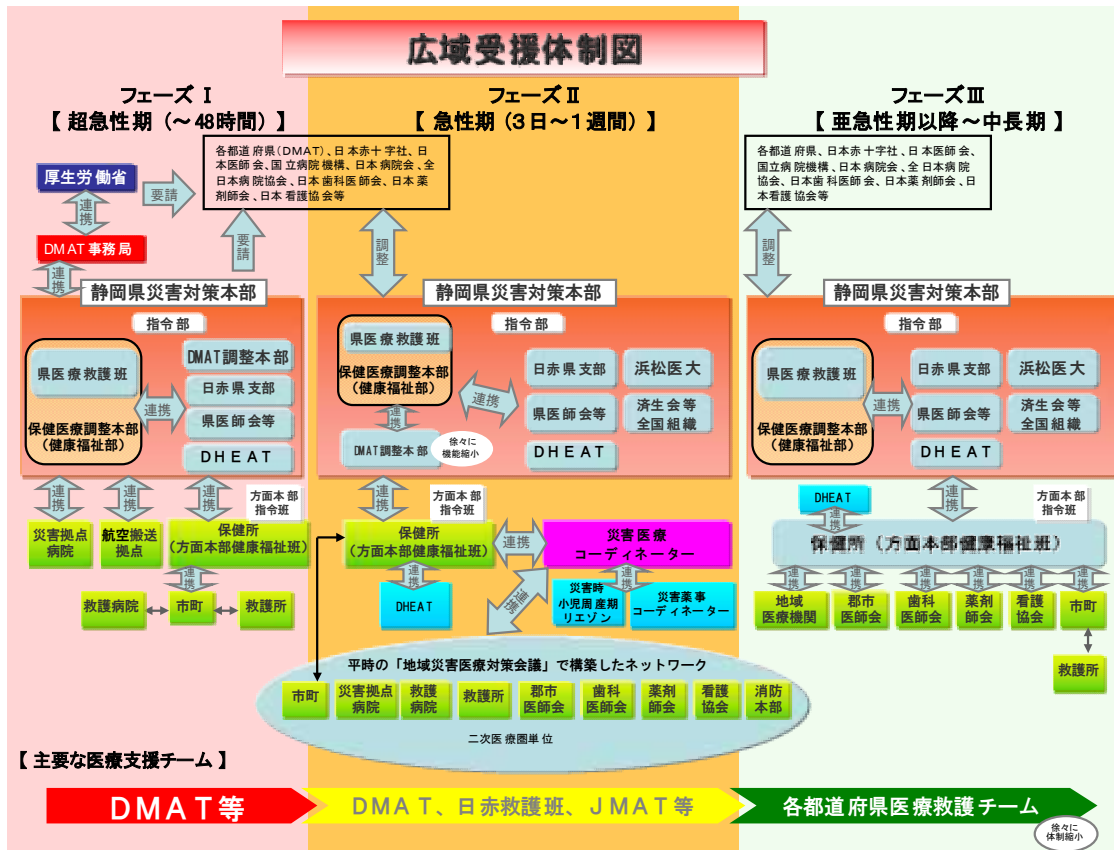 広域受援体制図
フェーズⅠ
【 超急性期（～48時間）】
フェーズⅡ
【 急性期（３日～１週間）】
フェーズⅢ
【 亜急性期以降～中長期 】
各都道府県（DMAT）、日本赤十字社、日
本医師会、国立病院機構、日本病院会、全
日本病院協会、日本歯科医師会、日本薬
剤師会、日本看護協会等
各都道府県、日本赤十字社、日本医師会、
国立病院機構、日本病院会、全日本病院
協会、日本歯科医師会、日本薬剤師会、日
本看護協会等
厚生労働省
要請
連携
DMAT事務局
連携
要請
調整
調整
静岡県災害対策本部
指令部
県医療救護班
保健医療調整本部
（健康福祉部）
連携
DMAT調整本部
日赤県支部
県医師会等
ＤＨＥＡＴ
静岡県災害対策本部
指令部
県医療救護班
保健医療調整本部
（健康福祉部）
連携
DMAT調整本部
徐々に
機能縮小
連携
日赤県支部
浜松医大
県医師会等
済生会等
全国組織
ＤＨＥＡＴ
静岡県災害対策本部
指令部
県医療救護班
保健医療調整本部
（健康福祉部）
連携
日赤県支部
浜松医大
県医師会等
済生会等
全国組織
ＤＨＥＡＴ
連携
連携
連携
方面本部
指令班
災害拠点
病院
航空搬送
拠点
保健所
（方面本部健康福祉班）
連携
救護病院
市町
救護所
連携
方面本部
指令班
保健所
（方面本部健康福祉班）
連携
災害医療
コーディネーター
連携
DHEAT
連携
連携
災害時
小児周産期
リエゾン
災害薬事
コーディネーター
平時の「地域災害医療対策会議」で構築したネットワーク
市町
災害拠点
病院
救護
病院
救護所
郡市
医師会
歯科
医師会
薬剤
師会
看護
協会
消防
本部
二次医療圏単位
連携
方面本部
指令班
DHEAT
連携
保健所（方面本部健康福祉班）
連携
連携
連携
連携
連携
連携
地域
医療機関
郡市
医師会
歯科
医師会
薬剤
師会
看護
協会
市町
救護所
【 主要な医療支援チーム 】
ＤＭＡＴ等
ＤＭＡＴ、日赤救護班、ＪＭＡＴ等
各都道府県医療救護チーム
徐々に
体制縮小